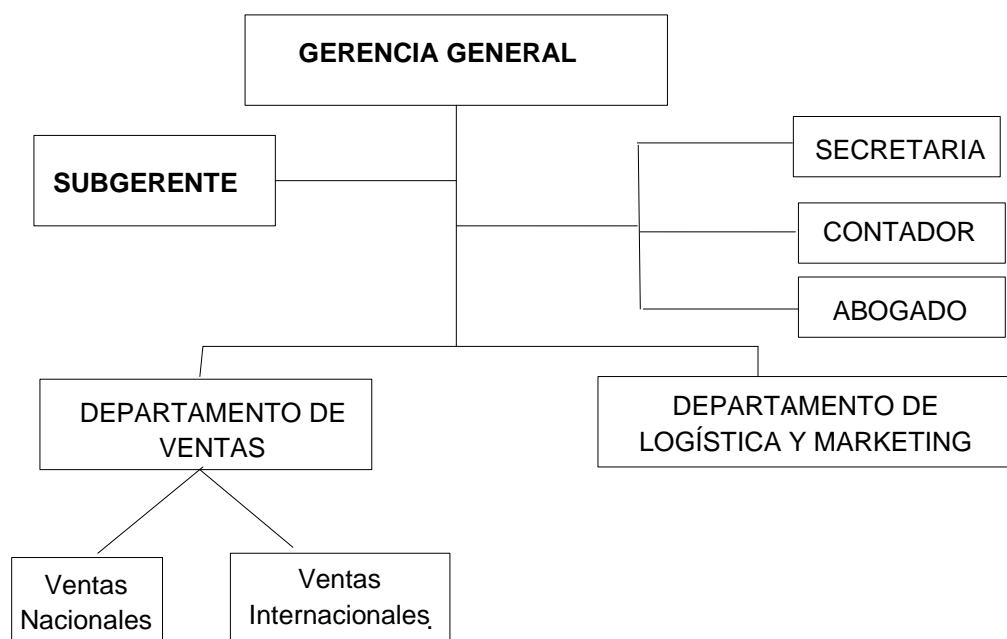 GERENCIA GENERAL
SUBGERENTE
SECRETARIA
CONTADOR
ABOGADO
DEPARTAMENTO DE
VENTAS
DEPARTAMENTO DE
LOGÍSTICA Y MARKETING
Ventas
Nacionales
Ventas
Internacionales.